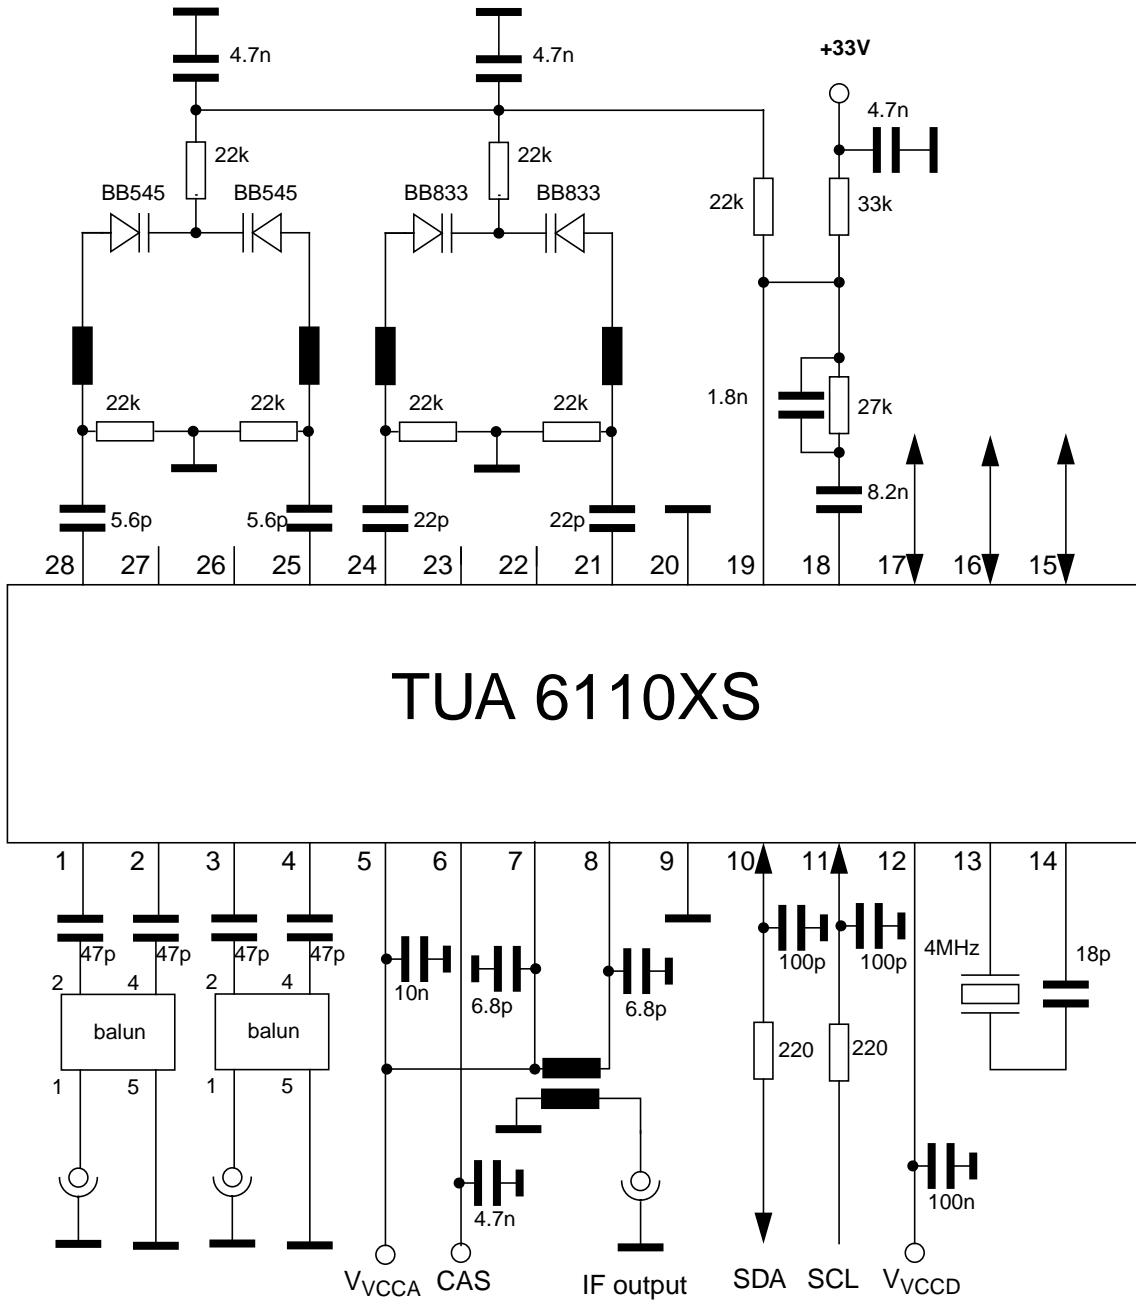 4.7n 4.7n +33V
4.7n
22k 22k
BB545 BB545 BB833 BB833 22k 33k
1.8n 27k
22k 22k 22k 22k
8.2n
5.6p 5.6p 22p 22p
28 27 26 25 24 23 22 21 20 19 18 17 16 15
TUA 6110XS
1 2 3 4 5 6 7 8 9 10 11 12 13 14
47p 47p 47p 47p 100p 100p 4MHz 18p
2 4 2 4 10n 6.8p 6.8p
balun balun 220 220
1 5 1 5
4.7n 100n
VVCCA CAS IF output SDA SCL VVCCD